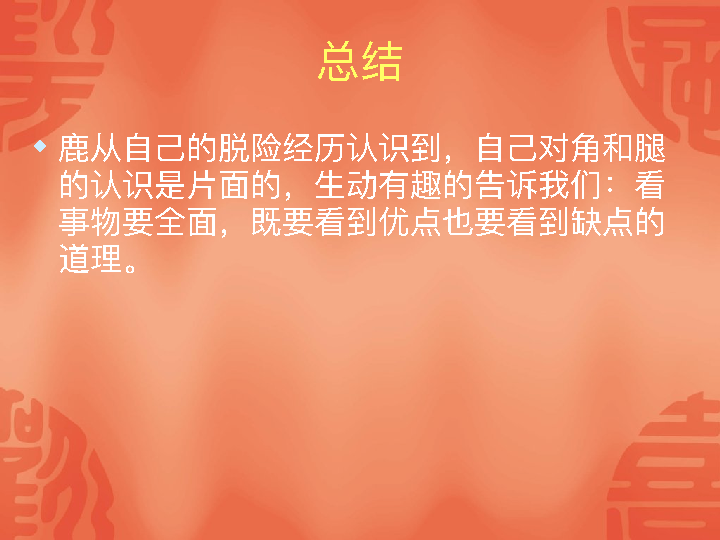 总结
鹿从自己的脱险经历认识到，自己对角和腿
的认识是片面的，生动有趣的告诉我们：看
事物要全面，既要看到优点也要看到缺点的
道理。